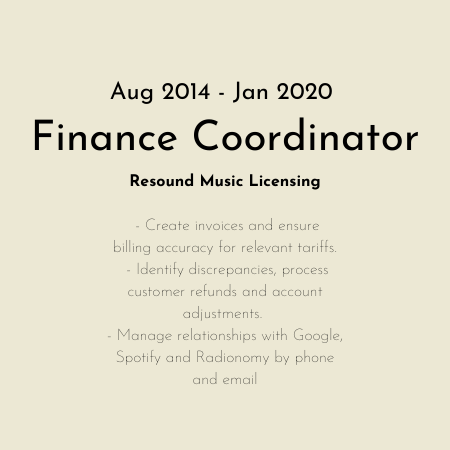 Aug 2014 - Jan 2020
Finance Coordinator
Resound Music Licensing
- Create invoices and ensure
billing accuracy for relevant tariffs.
- Identify discrepancies, process
customer refunds and account
adjustments.
- Manage relationships with Google,
Spotify and Radionomy by phone
and email